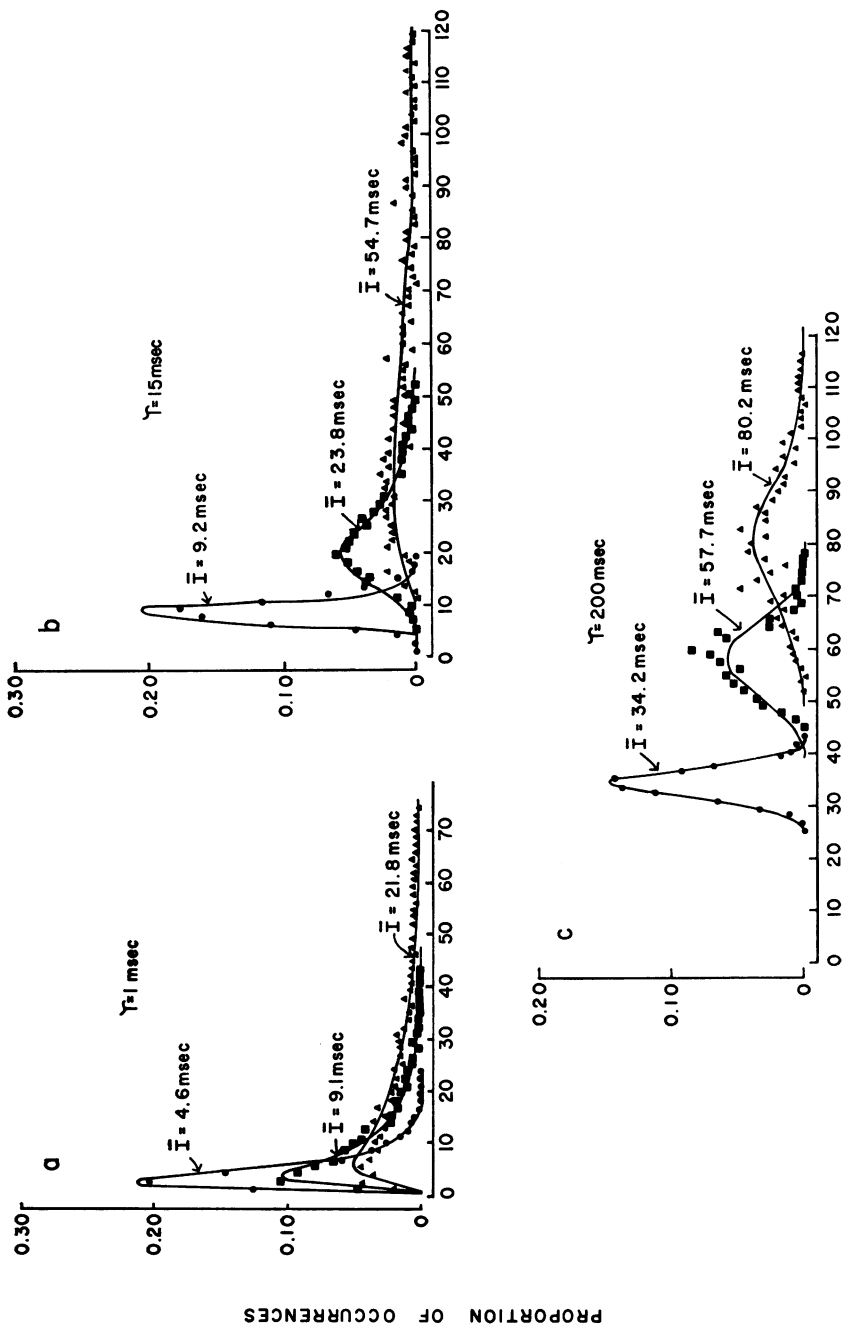 PROPORTION OF OCCURRENCES
a
ϒ=1 msec
0.30
0.20
0.10
0
I̅ = 4.6 msec
I̅ = 9.1 msec
I̅ = 21.8 msec
0 10 20 30 40 50 60 70
b
ϒ=15 msec
0.30
0.20
0.10
0
I̅ = 9.2 msec
I̅ = 23.8 msec
I̅ = 54.7 msec
0 10 20 30 40 50 60 70 80 90 100 110 120
c
ϒ=200 msec
0.20
0.10
0
I̅ = 34.2 msec
I̅ = 57.7 msec
I̅ = 80.2 msec
0 10 20 30 40 50 60 70 80 90 100 110 120